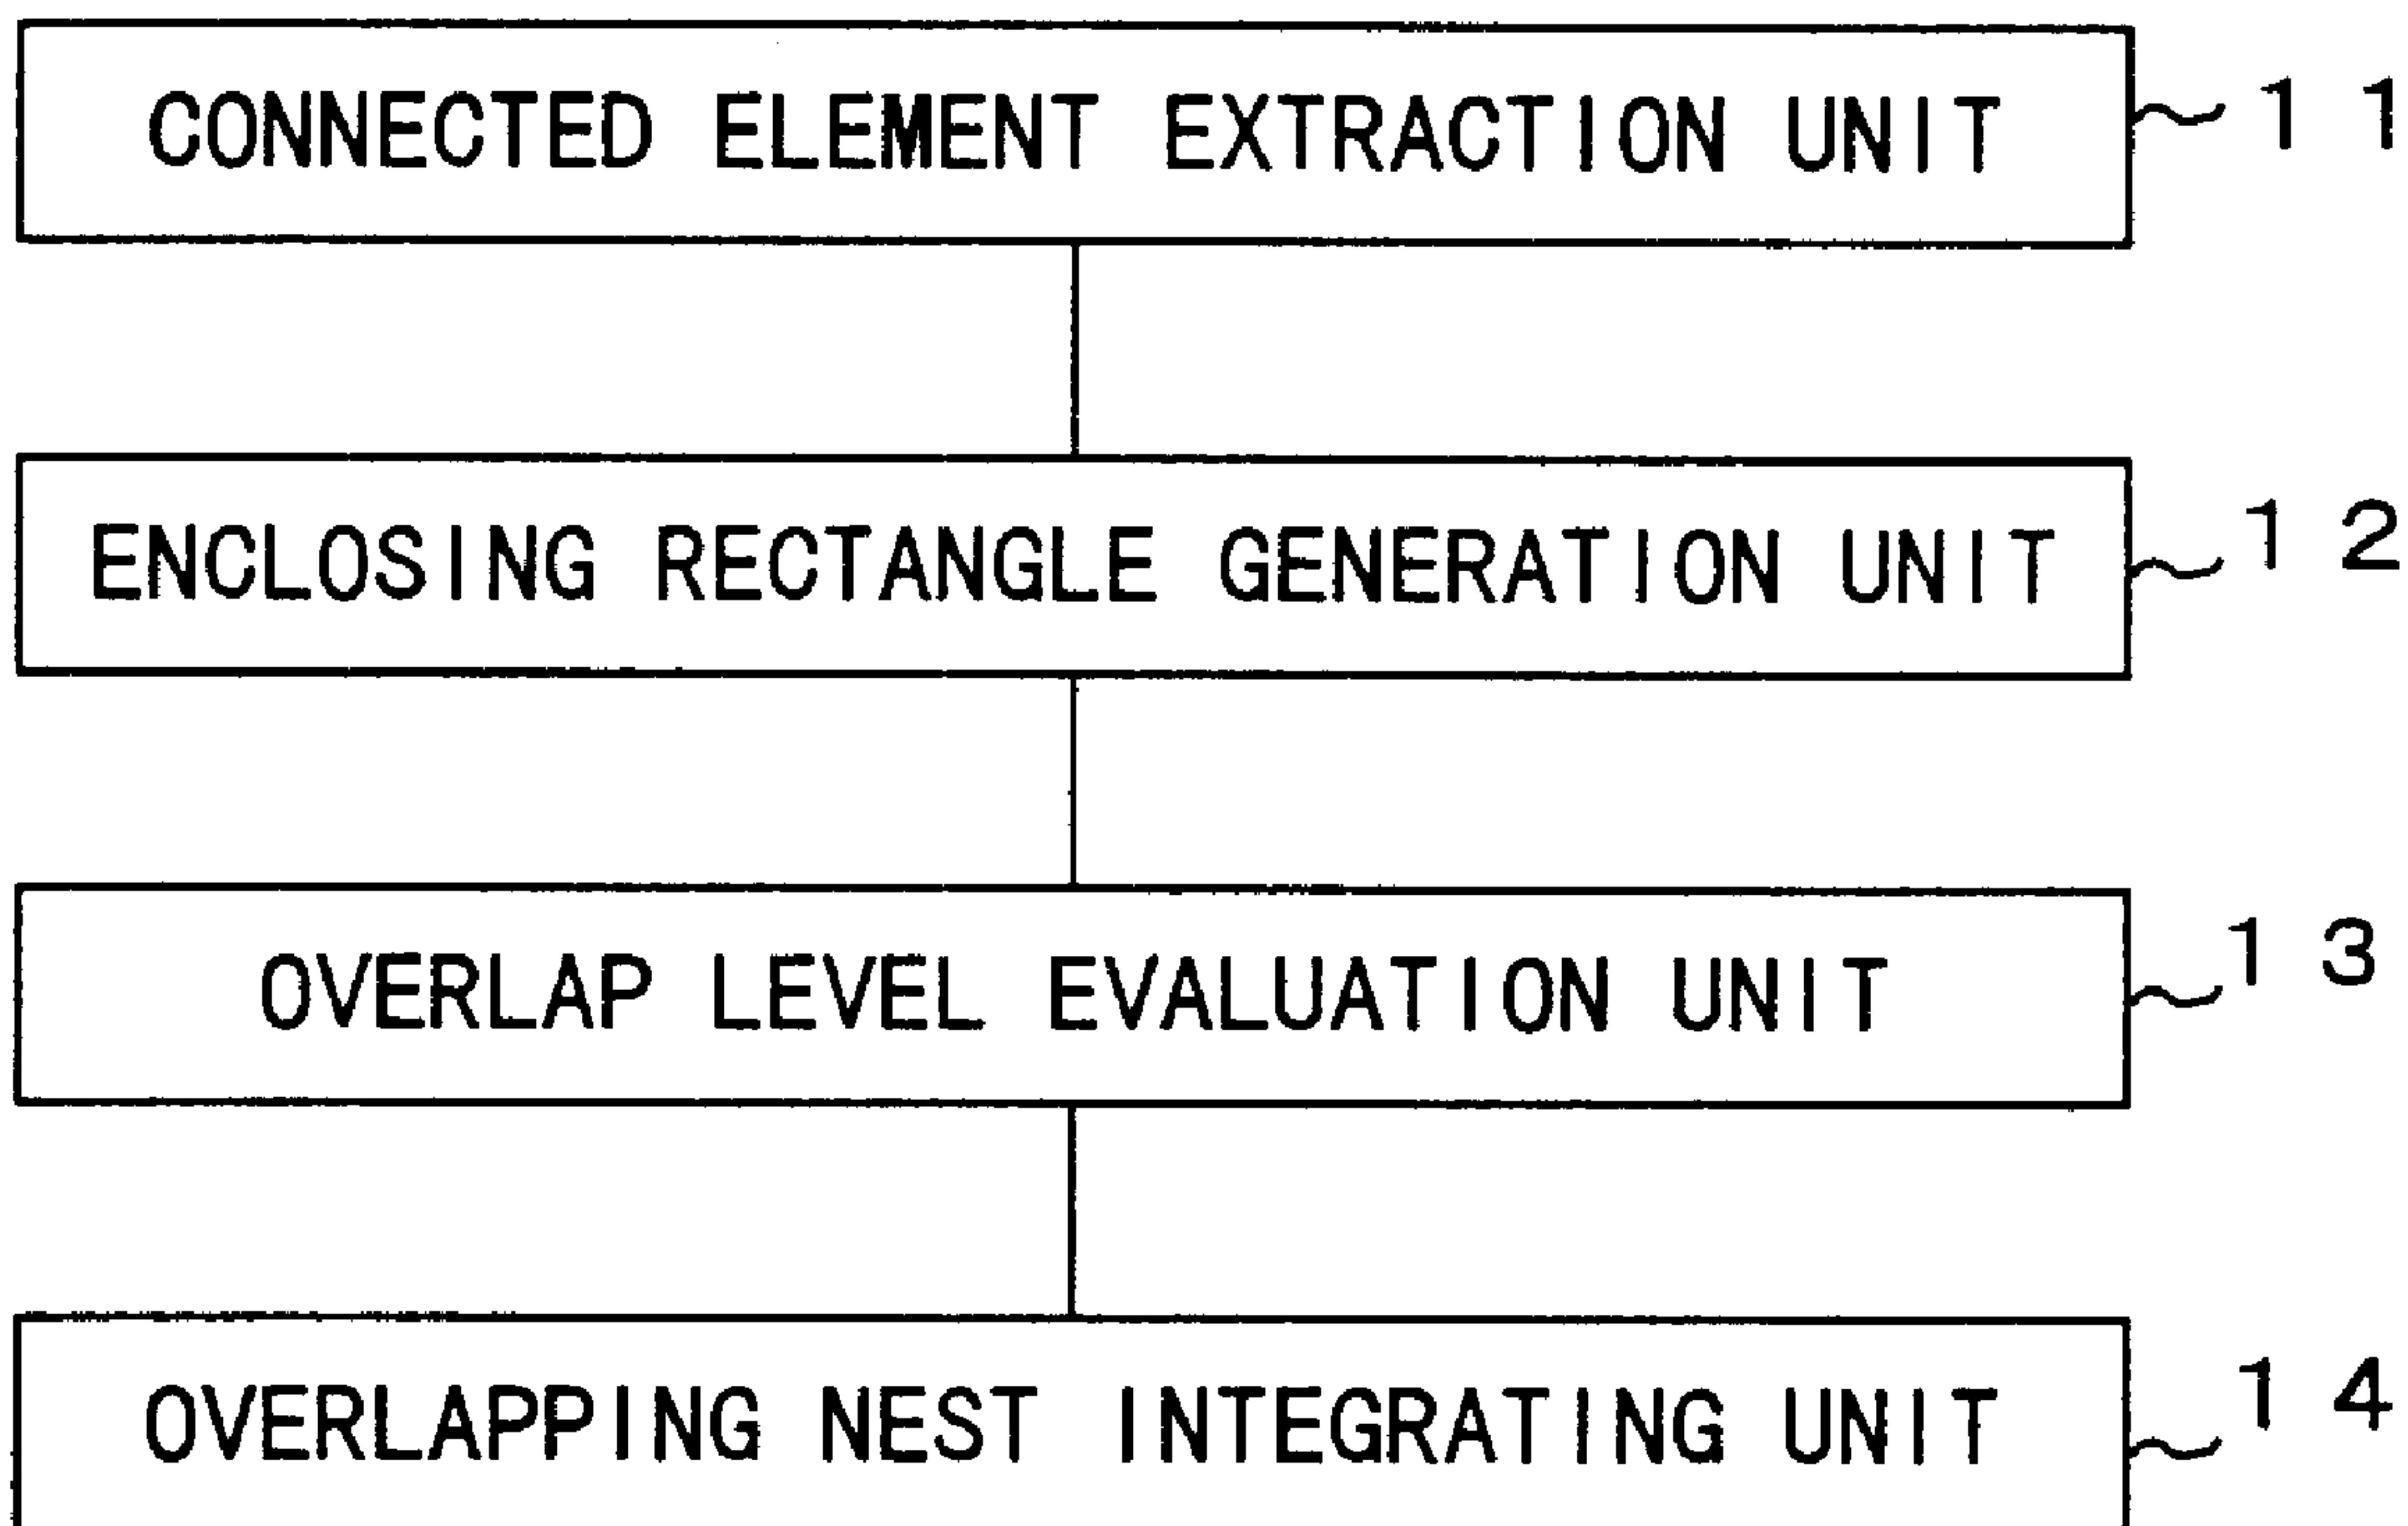 CONNECTED ELEMENT EXTRACTION UNIT 11
ENCLOSING RECTANGLE GENERATION UNIT 12
OVERLAP LEVEL EVALUATION UNIT 13
OVERLAPPING NEST INTEGRATING UNIT 14